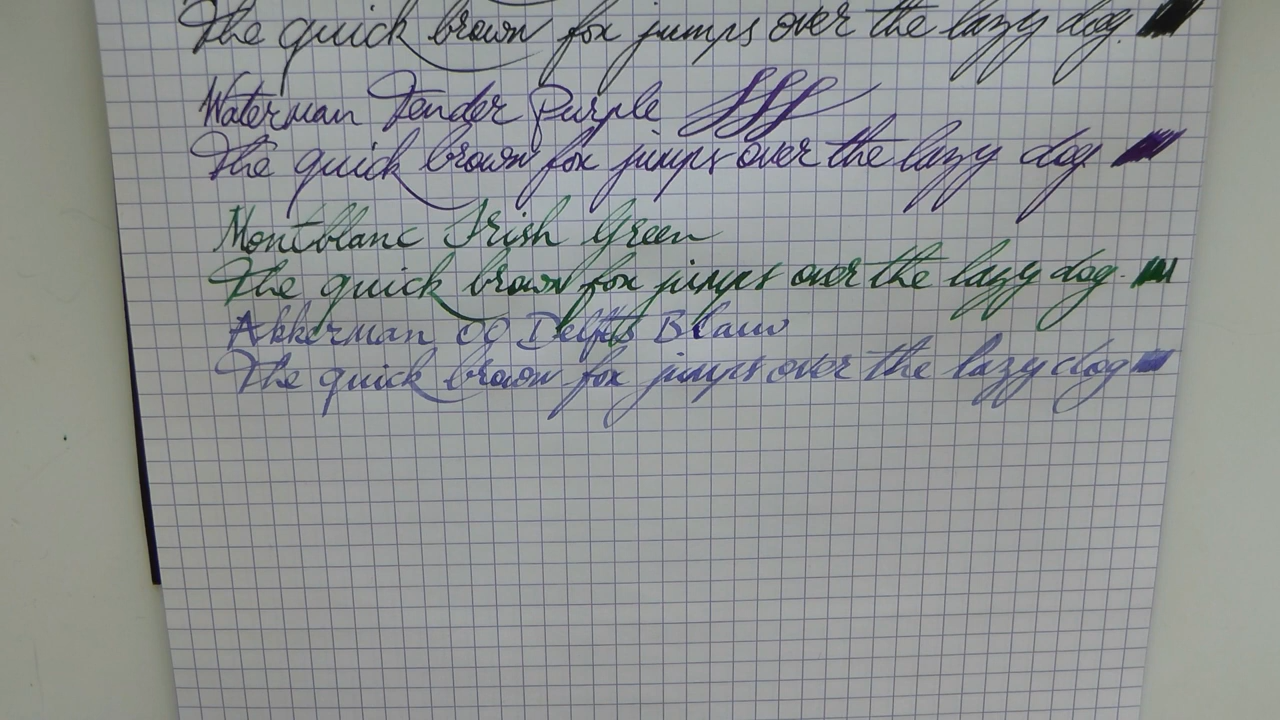 The quick brown fox jumps over the lazy dog.
Waterman Tender Purple
The quick brown fox jumps over the lazy dog
Montblanc Irish Green
The quick brown fox jumps over the lazy dog.
Akkerman 09 Delfts Blauw
The quick brown fox jumps over the lazy dog